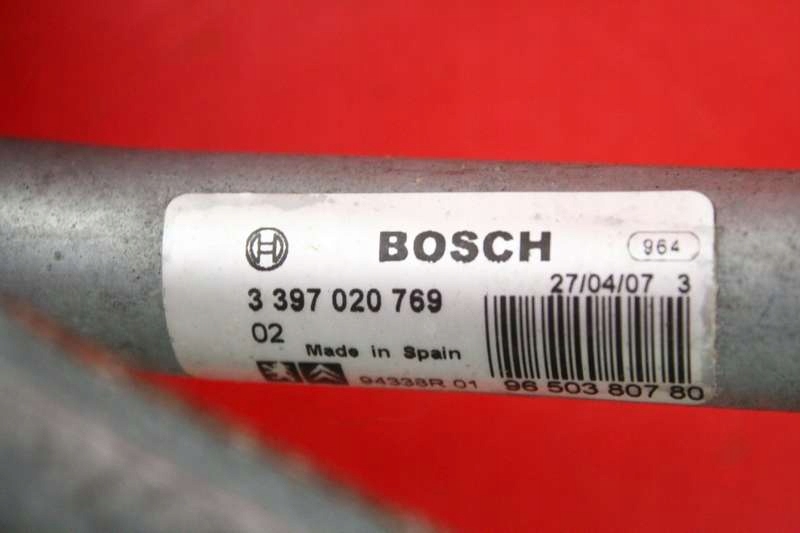 BOSCH 964
27/04/07 3
3 397 020 769
02
Made in Spain
94338R 01 96 503 807 80